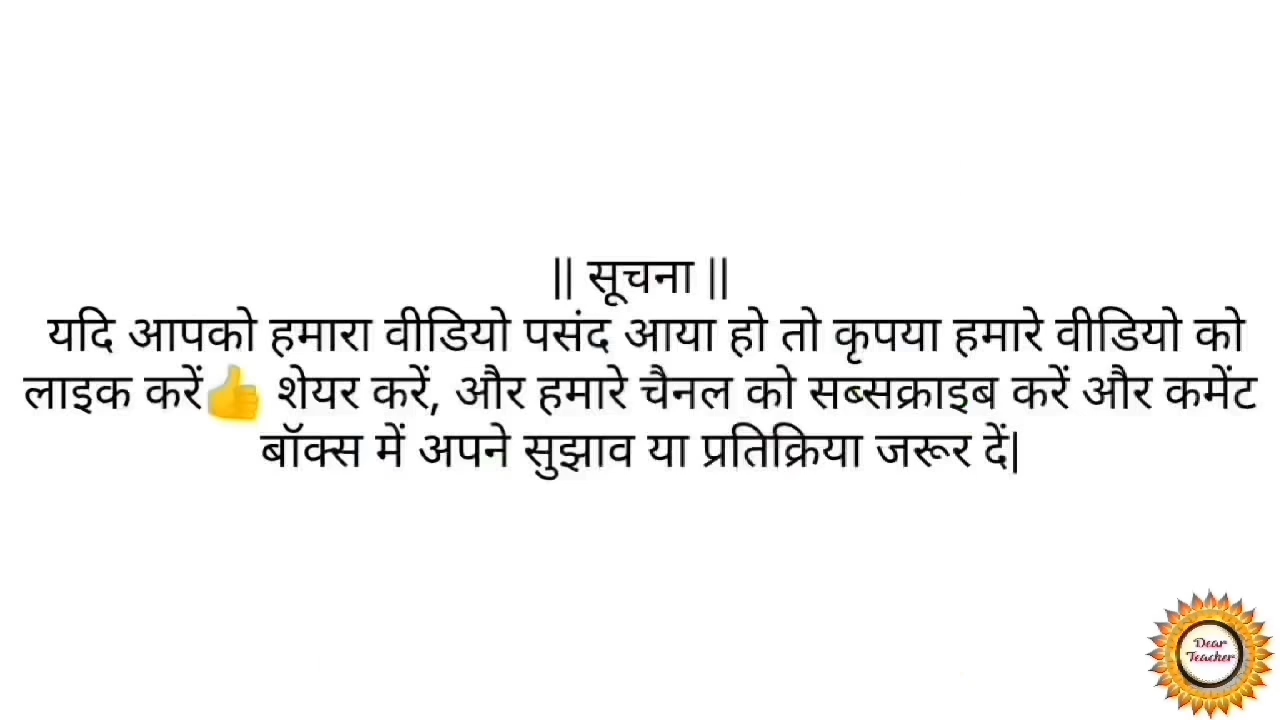 || सूचना ||
यदि आपको हमारा वीडियो पसंद आया हो तो कृपया हमारे वीडियो को
लाइक करें👍 शेयर करें, और हमारे चैनल को सब्सक्राइब करें और कमेंट
बॉक्स में अपने सुझाव या प्रतिक्रिया जरूर दें|
Dear
Teacher